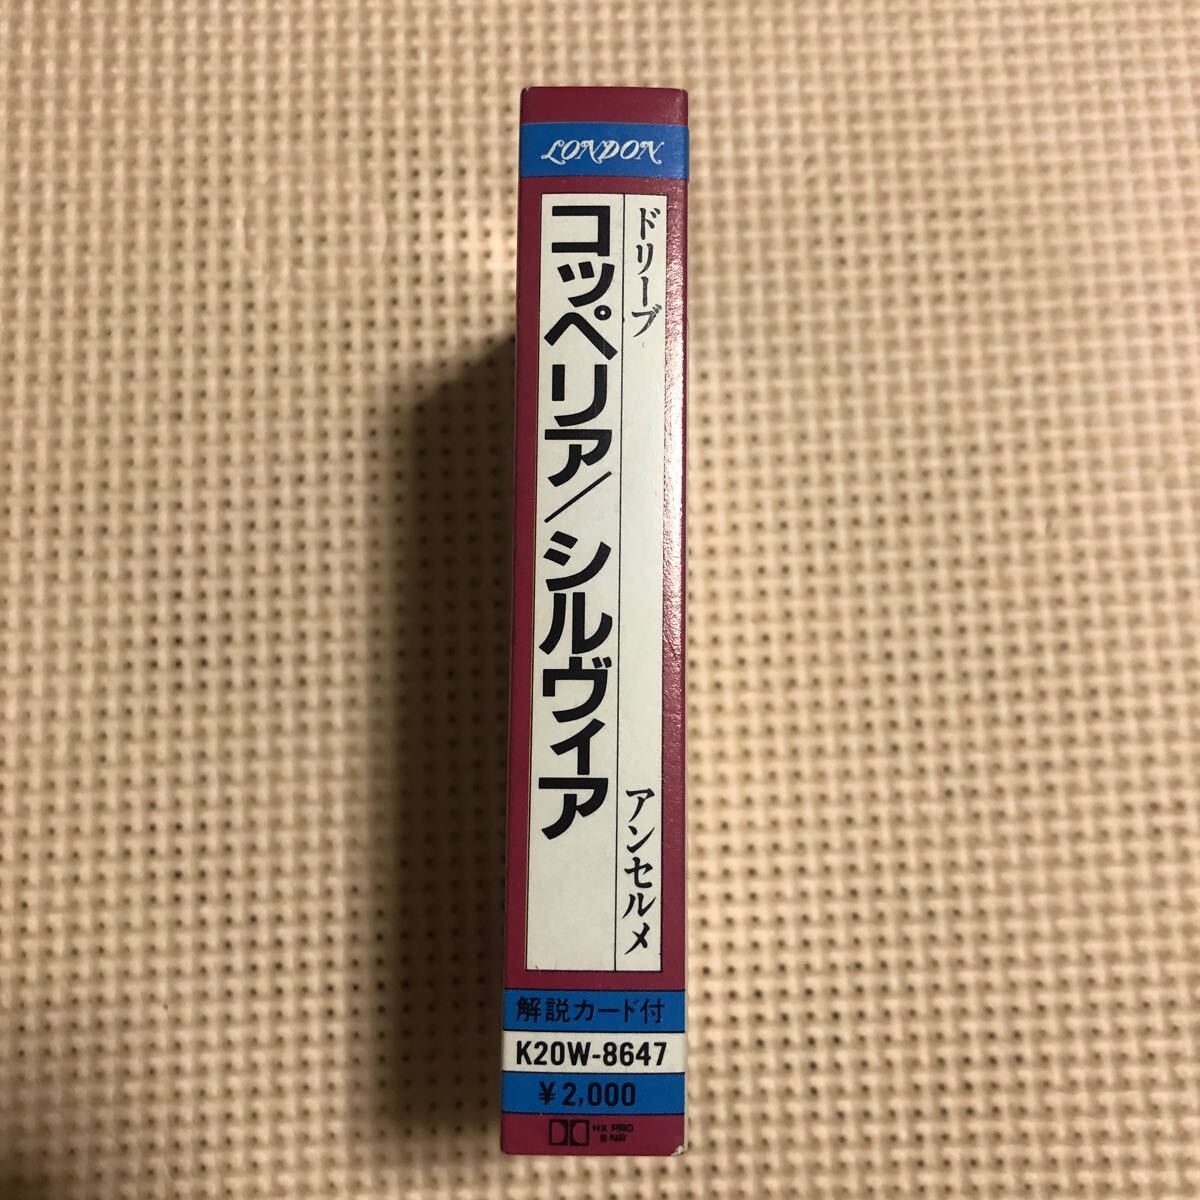 LONDON
ドリーブ
アンセルメ
コッペリア/シルヴィア
解説カード付
K20W-8647
¥2,000
HX PRO
B NR